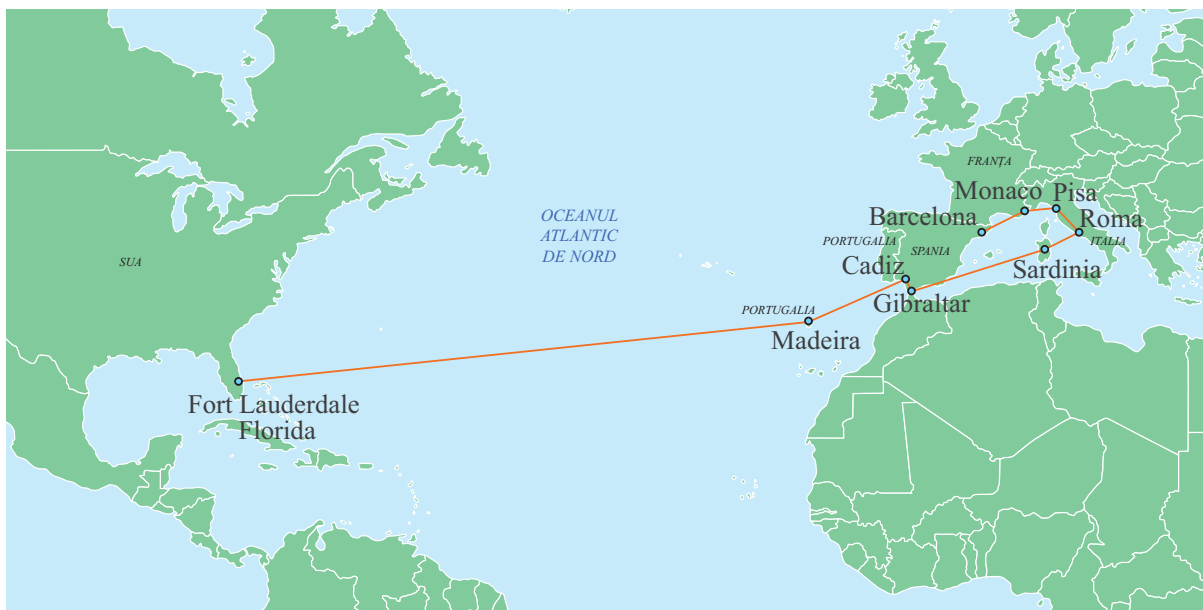 FRANȚA
Monaco
Pisa
Barcelona
Roma
OCEANUL
ATLANTIC
DE NORD
PORTUGALIA
SPANIA
ITALIA
SUA
Cadiz
Sardinia
Gibraltar
PORTUGALIA
Madeira
Fort Lauderdale
Florida